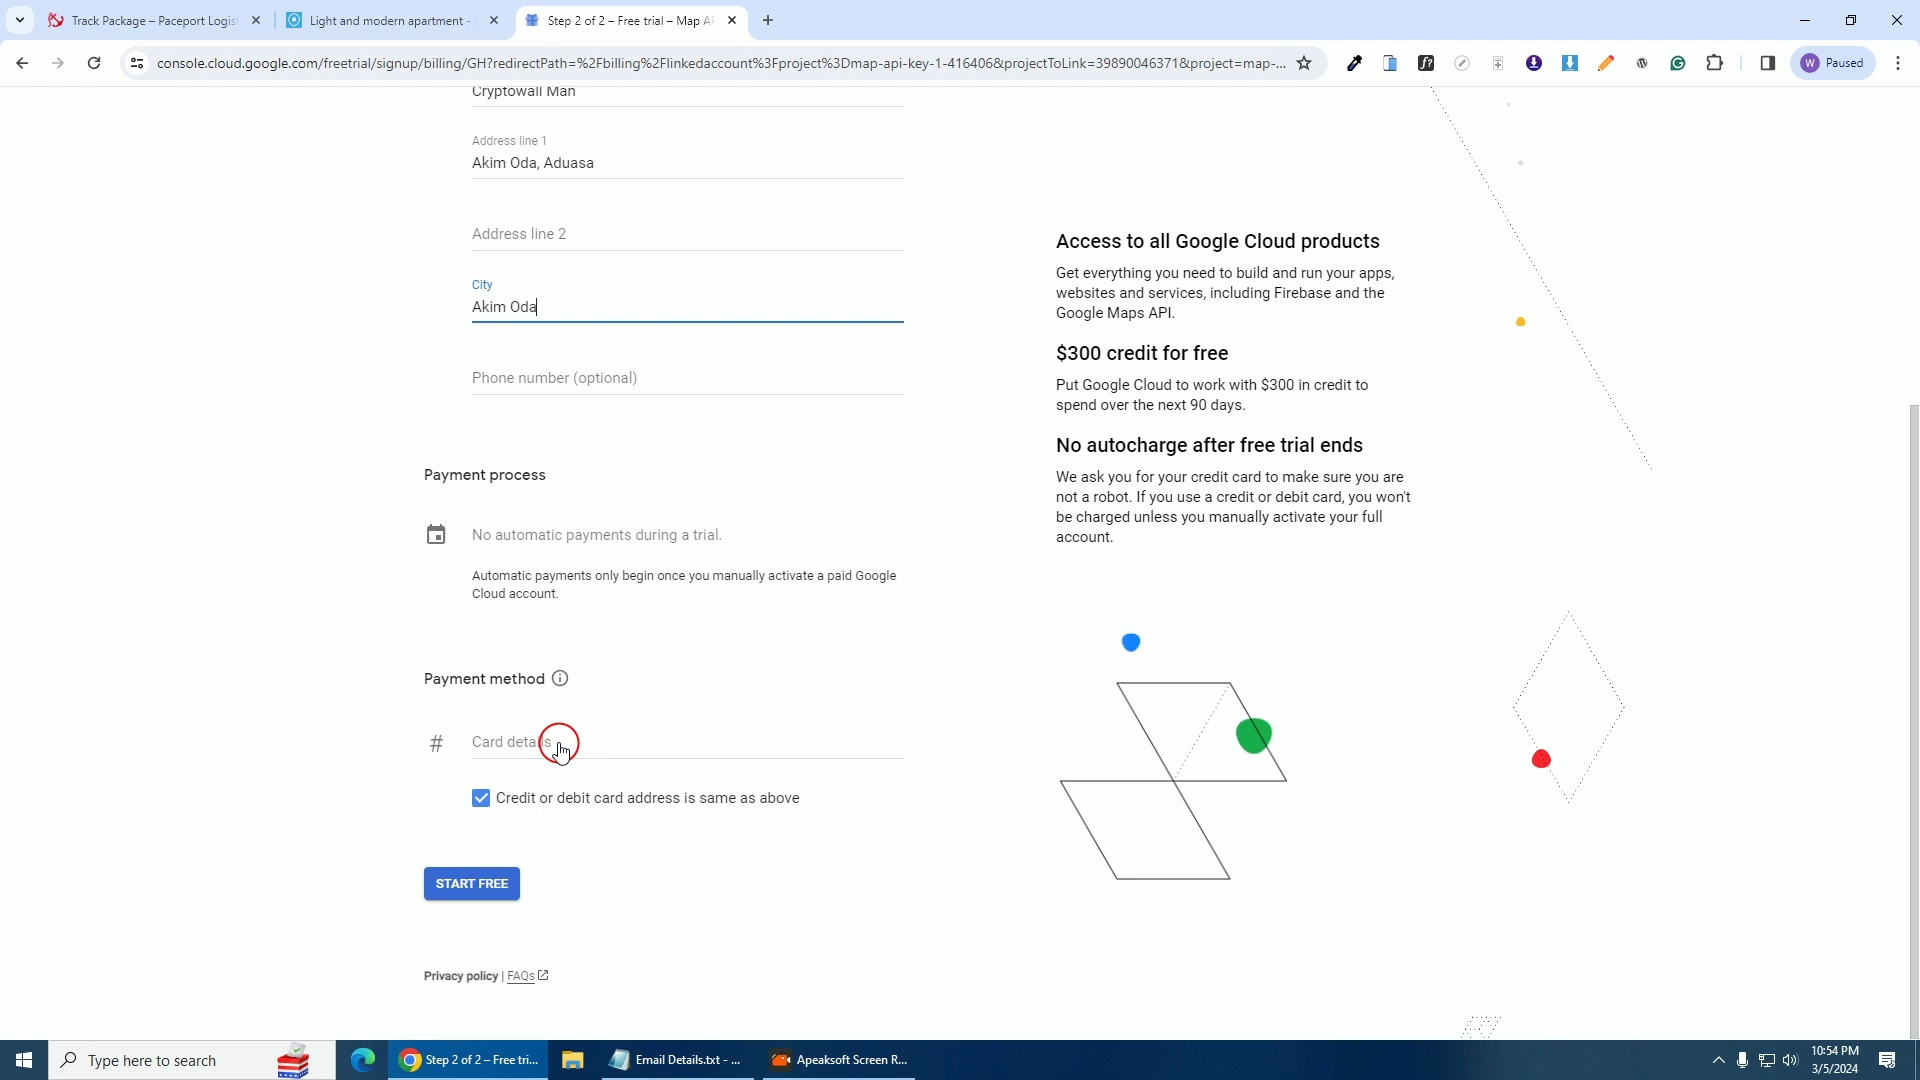 Track Package – Paceport Logist
Light and modern apartment -
Step 2 of 2 – Free trial – Map AP
console.cloud.google.com/freetrial/signup/billing/GH?redirectPath=%2Fbilling%2Flinkedaccount%3Fproject%3Dmap-api-key-1-416406&projectToLink=39890046371&project=map-...
f?
W Paused
Cryptowall Man
Address line 1
Akim Oda, Aduasa
Address line 2
City
Akim Oda
Phone number (optional)
Payment process
No automatic payments during a trial.
Automatic payments only begin once you manually activate a paid Google
Cloud account.
Payment method
# Card details
Credit or debit card address is same as above
START FREE
Privacy policy | FAQs
Access to all Google Cloud products
Get everything you need to build and run your apps,
websites and services, including Firebase and the
Google Maps API.
$300 credit for free
Put Google Cloud to work with $300 in credit to
spend over the next 90 days.
No autocharge after free trial ends
We ask you for your credit card to make sure you are
not a robot. If you use a credit or debit card, you won't
be charged unless you manually activate your full
account.
Type here to search
Step 2 of 2 – Free tri...
Email Details.txt - ...
Apeaksoft Screen R...
10:54 PM
3/5/2024